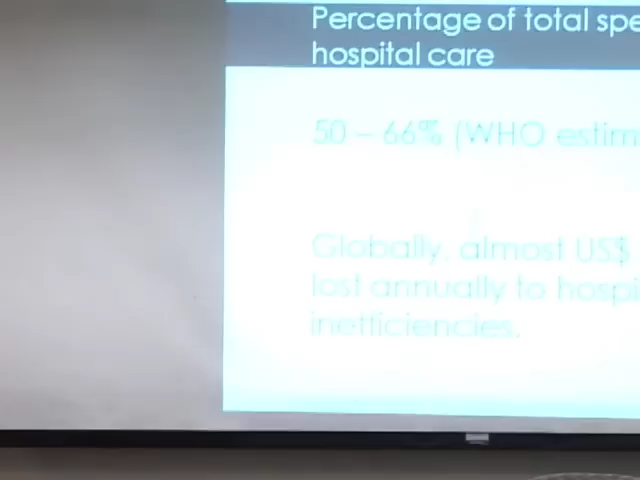 Percentage of total spe
hospital care
50 – 66% (WHO estim
Globally, almost US$
lost annually to hospi
inefficiencies.